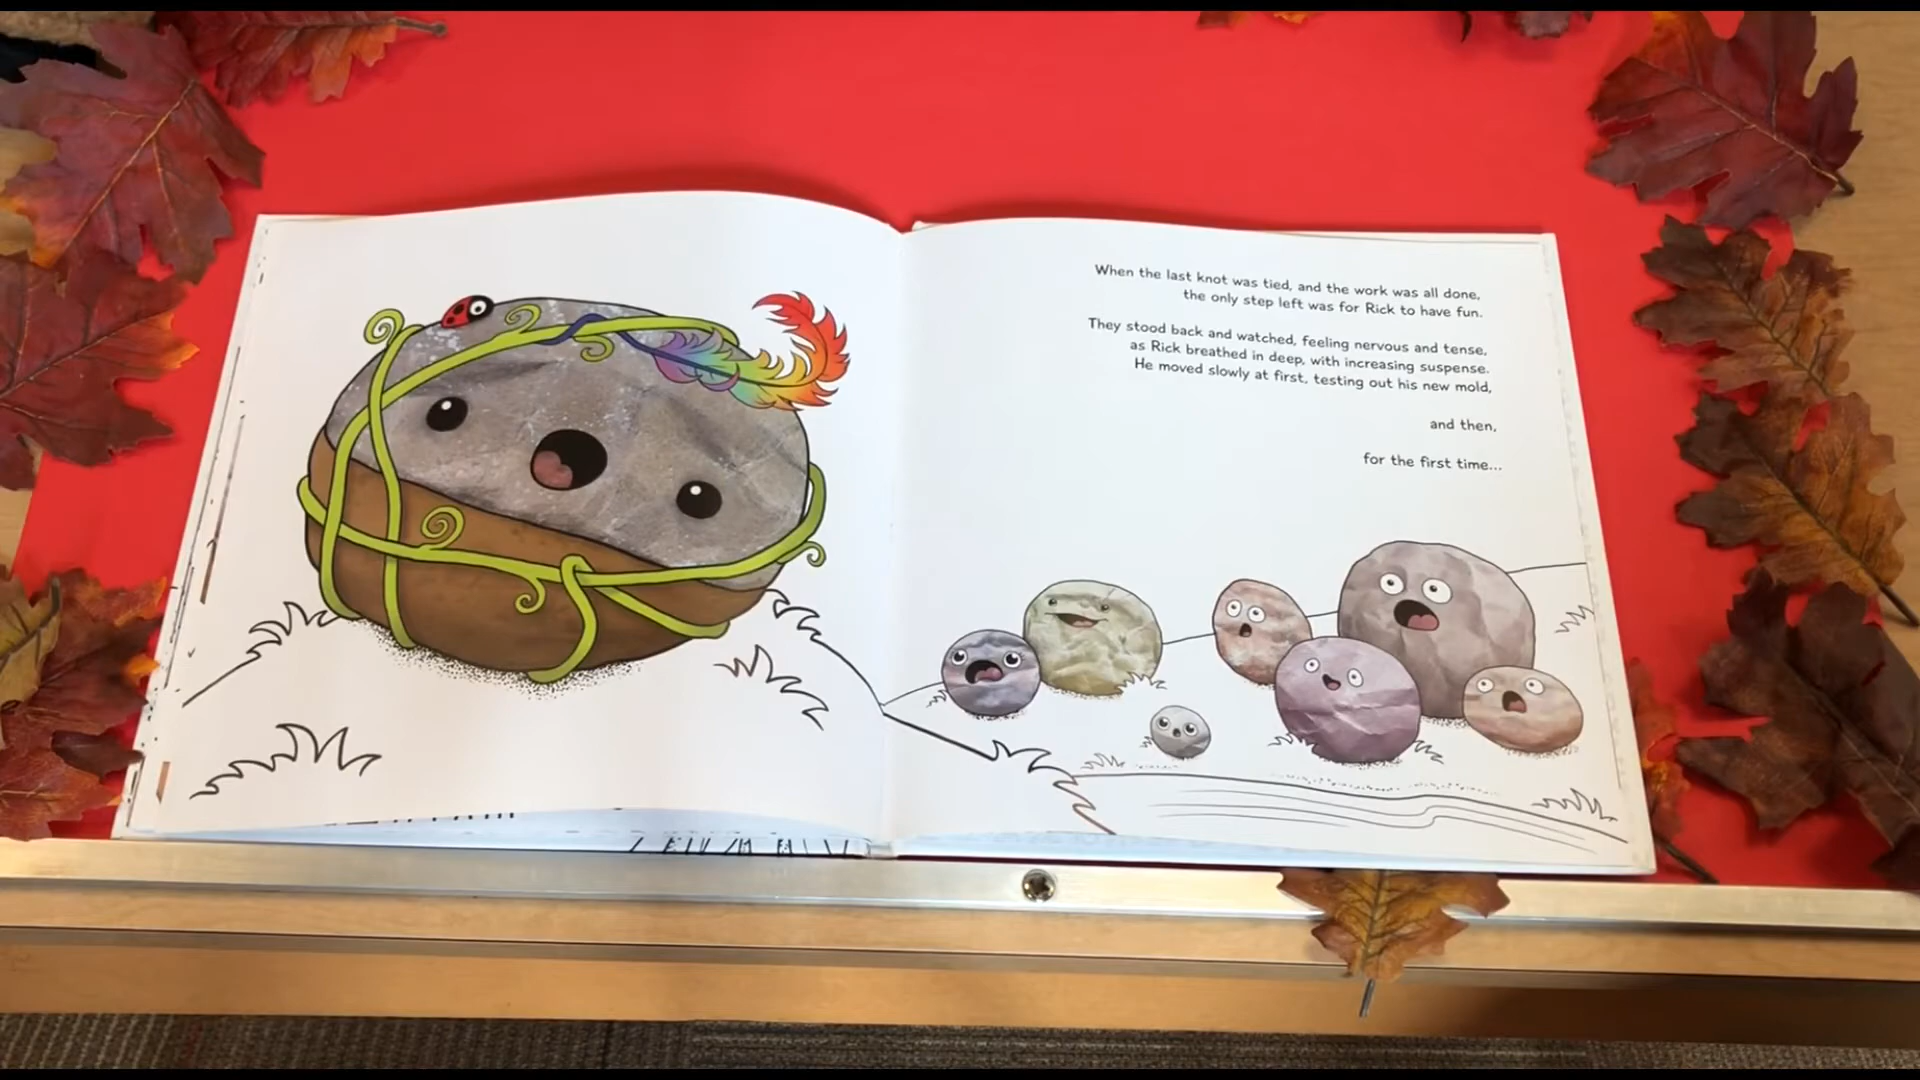 When the last knot was tied, and the work was all done,
the only step left was for Rick to have fun.
They stood back and watched, feeling nervous and tense,
as Rick breathed in deep, with increasing suspense.
He moved slowly at first, testing out his new mold,
and then,
for the first time...